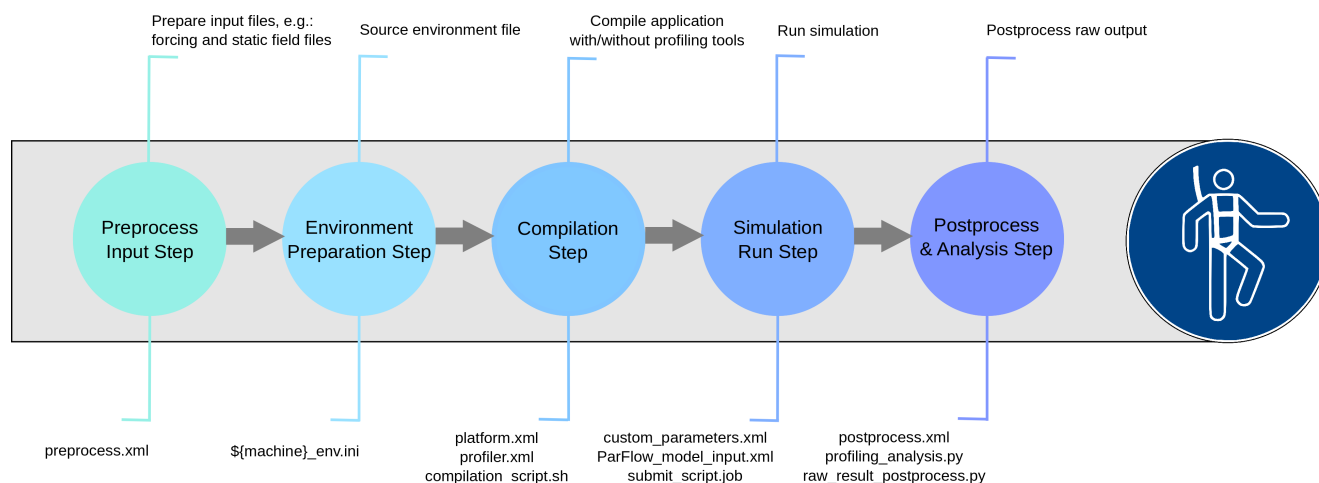 Prepare input files, e.g.:
forcing and static field files
Source environment file
Compile application
with/without profiling tools
Run simulation
Postprocess raw output
Preprocess
Input Step
Environment
Preparation Step
Compilation
Step
Simulation
Run Step
Postprocess
& Analysis Step
preprocess.xml
${machine}_env.ini
platform.xml
profiler.xml
compilation_script.sh
custom_parameters.xml
ParFlow_model_input.xml
submit_script.job
postprocess.xml
profiling_analysis.py
raw_result_postprocess.py